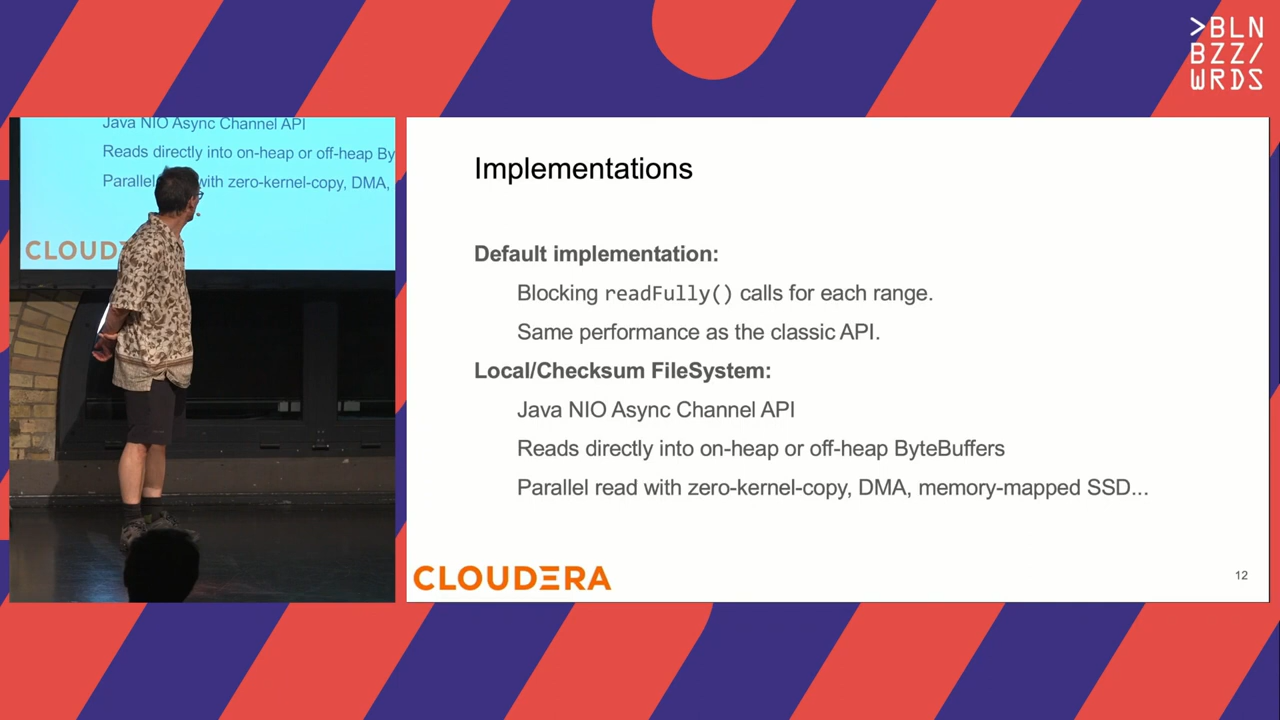 >BLN
BZZ/
WRDS
Java NIO Async Channel API
Reads directly into on-heap or off-heap By
Parallel with zero-kernel-copy, DMA,
CLOUDE
Implementations
Default implementation:
Blocking readFully() calls for each range.
Same performance as the classic API.
Local/Checksum FileSystem:
Java NIO Async Channel API
Reads directly into on-heap or off-heap ByteBuffers
Parallel read with zero-kernel-copy, DMA, memory-mapped SSD...
CLOUDERA
12